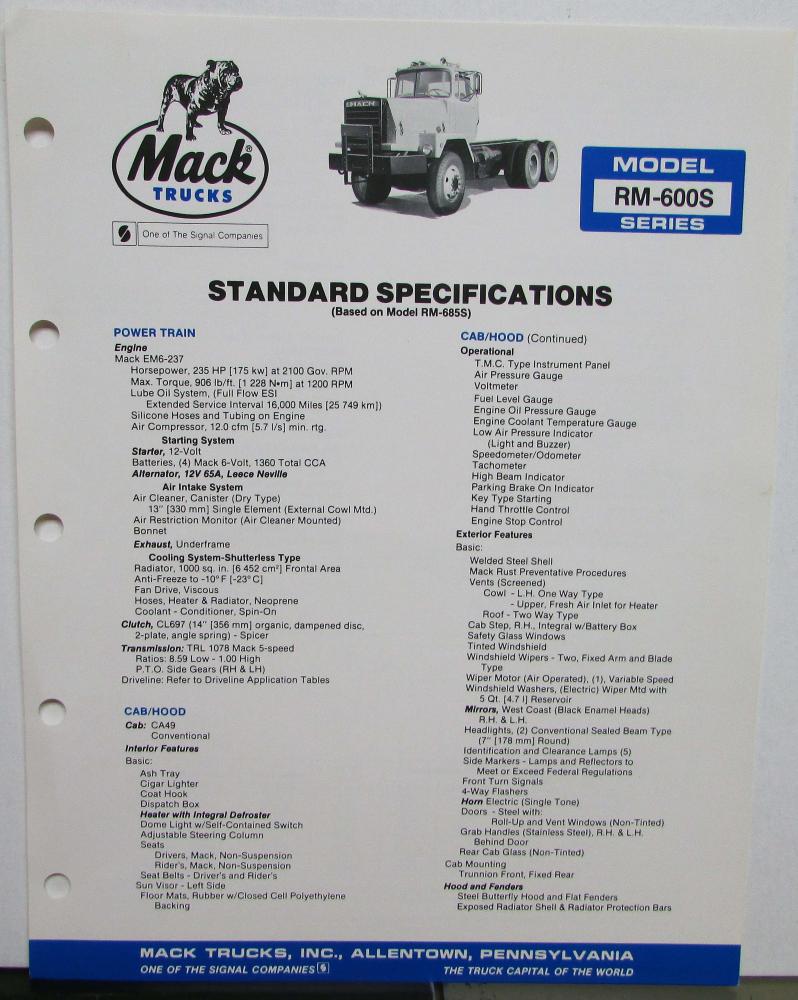 Mack®
TRUCKS
One of The Signal Companies
MACK
MODEL
RM-600S
SERIES
STANDARD SPECIFICATIONS
(Based on Model RM-685S)
POWER TRAIN
Engine
Mack EM6-237
Horsepower, 235 HP [175 kw] at 2100 Gov. RPM
Max. Torque, 906 lb/ft. [1 228 N•m] at 1200 RPM
Lube Oil System, (Full Flow ESI
Extended Service Interval 16,000 Miles [25 749 km])
Silicone Hoses and Tubing on Engine
Air Compressor, 12.0 cfm [5.7 l/s] min. rtg.
Starting System
Starter, 12-Volt
Batteries, (4) Mack 6-Volt, 1360 Total CCA
Alternator, 12V 65A, Leece Neville
Air Intake System
Air Cleaner, Canister (Dry Type)
13" [330 mm] Single Element (External Cowl Mtd.)
Air Restriction Monitor (Air Cleaner Mounted)
Bonnet
Exhaust, Underframe
Cooling System-Shutterless Type
Radiator, 1000 sq. in. [6 452 cm²] Frontal Area
Anti-Freeze to -10°F [-23°C]
Fan Drive, Viscous
Hoses, Heater & Radiator, Neoprene
Coolant - Conditioner, Spin-On
Clutch, CL697 (14" [356 mm] organic, dampened disc,
2-plate, angle spring) - Spicer
Transmission: TRL 1078 Mack 5-speed
Ratios: 8.59 Low - 1.00 High
P.T.O. Side Gears (RH & LH)
Driveline: Refer to Driveline Application Tables
CAB/HOOD
Cab: CA49
Conventional
Interior Features
Basic:
Ash Tray
Cigar Lighter
Coat Hook
Dispatch Box
Heater with Integral Defroster
Dome Light w/Self-Contained Switch
Adjustable Steering Column
Seats
Drivers, Mack, Non-Suspension
Rider's, Mack, Non-Suspension
Seat Belts - Driver's and Rider's
Sun Visor - Left Side
Floor Mats, Rubber w/Closed Cell Polyethylene
Backing
CAB/HOOD (Continued)
Operational
T.M.C. Type Instrument Panel
Air Pressure Gauge
Voltmeter
Fuel Level Gauge
Engine Oil Pressure Gauge
Engine Coolant Temperature Gauge
Low Air Pressure Indicator
(Light and Buzzer)
Speedometer/Odometer
Tachometer
High Beam Indicator
Parking Brake On Indicator
Key Type Starting
Hand Throttle Control
Engine Stop Control
Exterior Features
Basic:
Welded Steel Shell
Mack Rust Preventative Procedures
Vents (Screened)
Cowl - L.H. One Way Type
- Upper, Fresh Air Inlet for Heater
Roof - Two Way Type
Cab Step, R.H., Integral w/Battery Box
Safety Glass Windows
Tinted Windshield
Windshield Wipers - Two, Fixed Arm and Blade
Type
Wiper Motor (Air Operated), (1), Variable Speed
Windshield Washers, (Electric) Wiper Mtd with
5 Qt. [4.7 l] Reservoir
Mirrors, West Coast (Black Enamel Heads)
R.H. & L.H.
Headlights, (2) Conventional Sealed Beam Type
(7" [178 mm] Round)
Identification and Clearance Lamps (5)
Side Markers - Lamps and Reflectors to
Meet or Exceed Federal Regulations
Front Turn Signals
4-Way Flashers
Horn Electric (Single Tone)
Doors - Steel with:
Roll-Up and Vent Windows (Non-Tinted)
Grab Handles (Stainless Steel), R.H. & L.H.
Behind Door
Rear Cab Glass (Non-Tinted)
Cab Mounting
Trunnion Front, Fixed Rear
Hood and Fenders
Steel Butterfly Hood and Flat Fenders
Exposed Radiator Shell & Radiator Protection Bars
MACK TRUCKS, INC., ALLENTOWN, PENNSYLVANIA
ONE OF THE SIGNAL COMPANIES
THE TRUCK CAPITAL OF THE WORLD